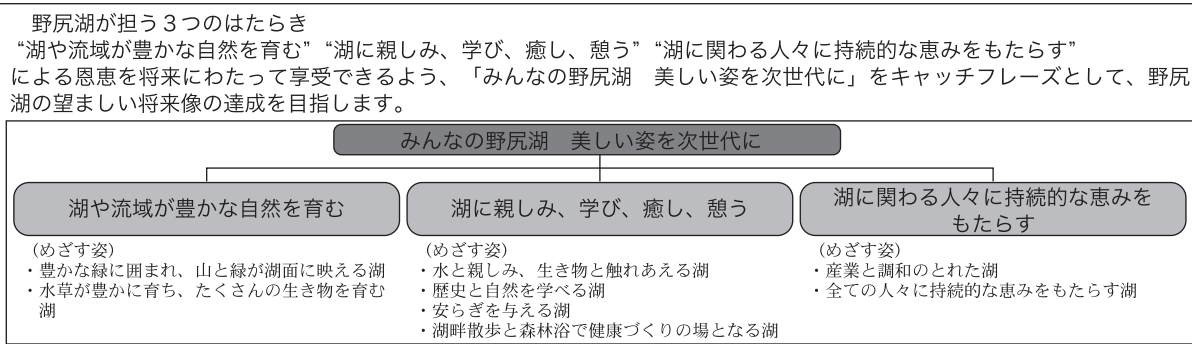 野尻湖が担う３つのはたらき
“湖や流域が豊かな自然を育む” “湖に親しみ、学び、癒し、憩う” “湖に関わる人々に持続的な恵みをもたらす”
による恩恵を将来にわたって享受できるよう、「みんなの野尻湖　美しい姿を次世代に」をキャッチフレーズとして、野尻
湖の望ましい将来像の達成を目指します。
みんなの野尻湖　美しい姿を次世代に
湖や流域が豊かな自然を育む
（めざす姿）
・豊かな緑に囲まれ、山と緑が湖面に映える湖
・水草が豊かに育ち、たくさんの生き物を育む
湖
湖に親しみ、学び、癒し、憩う
（めざす姿）
・水と親しみ、生き物と触れあえる湖
・歴史と自然を学べる湖
・安らぎを与える湖
・湖畔散歩と森林浴で健康づくりの場となる湖
湖に関わる人々に持続的な恵みを
もたらす
（めざす姿）
・産業と調和のとれた湖
・全ての人々に持続的な恵みをもたらす湖